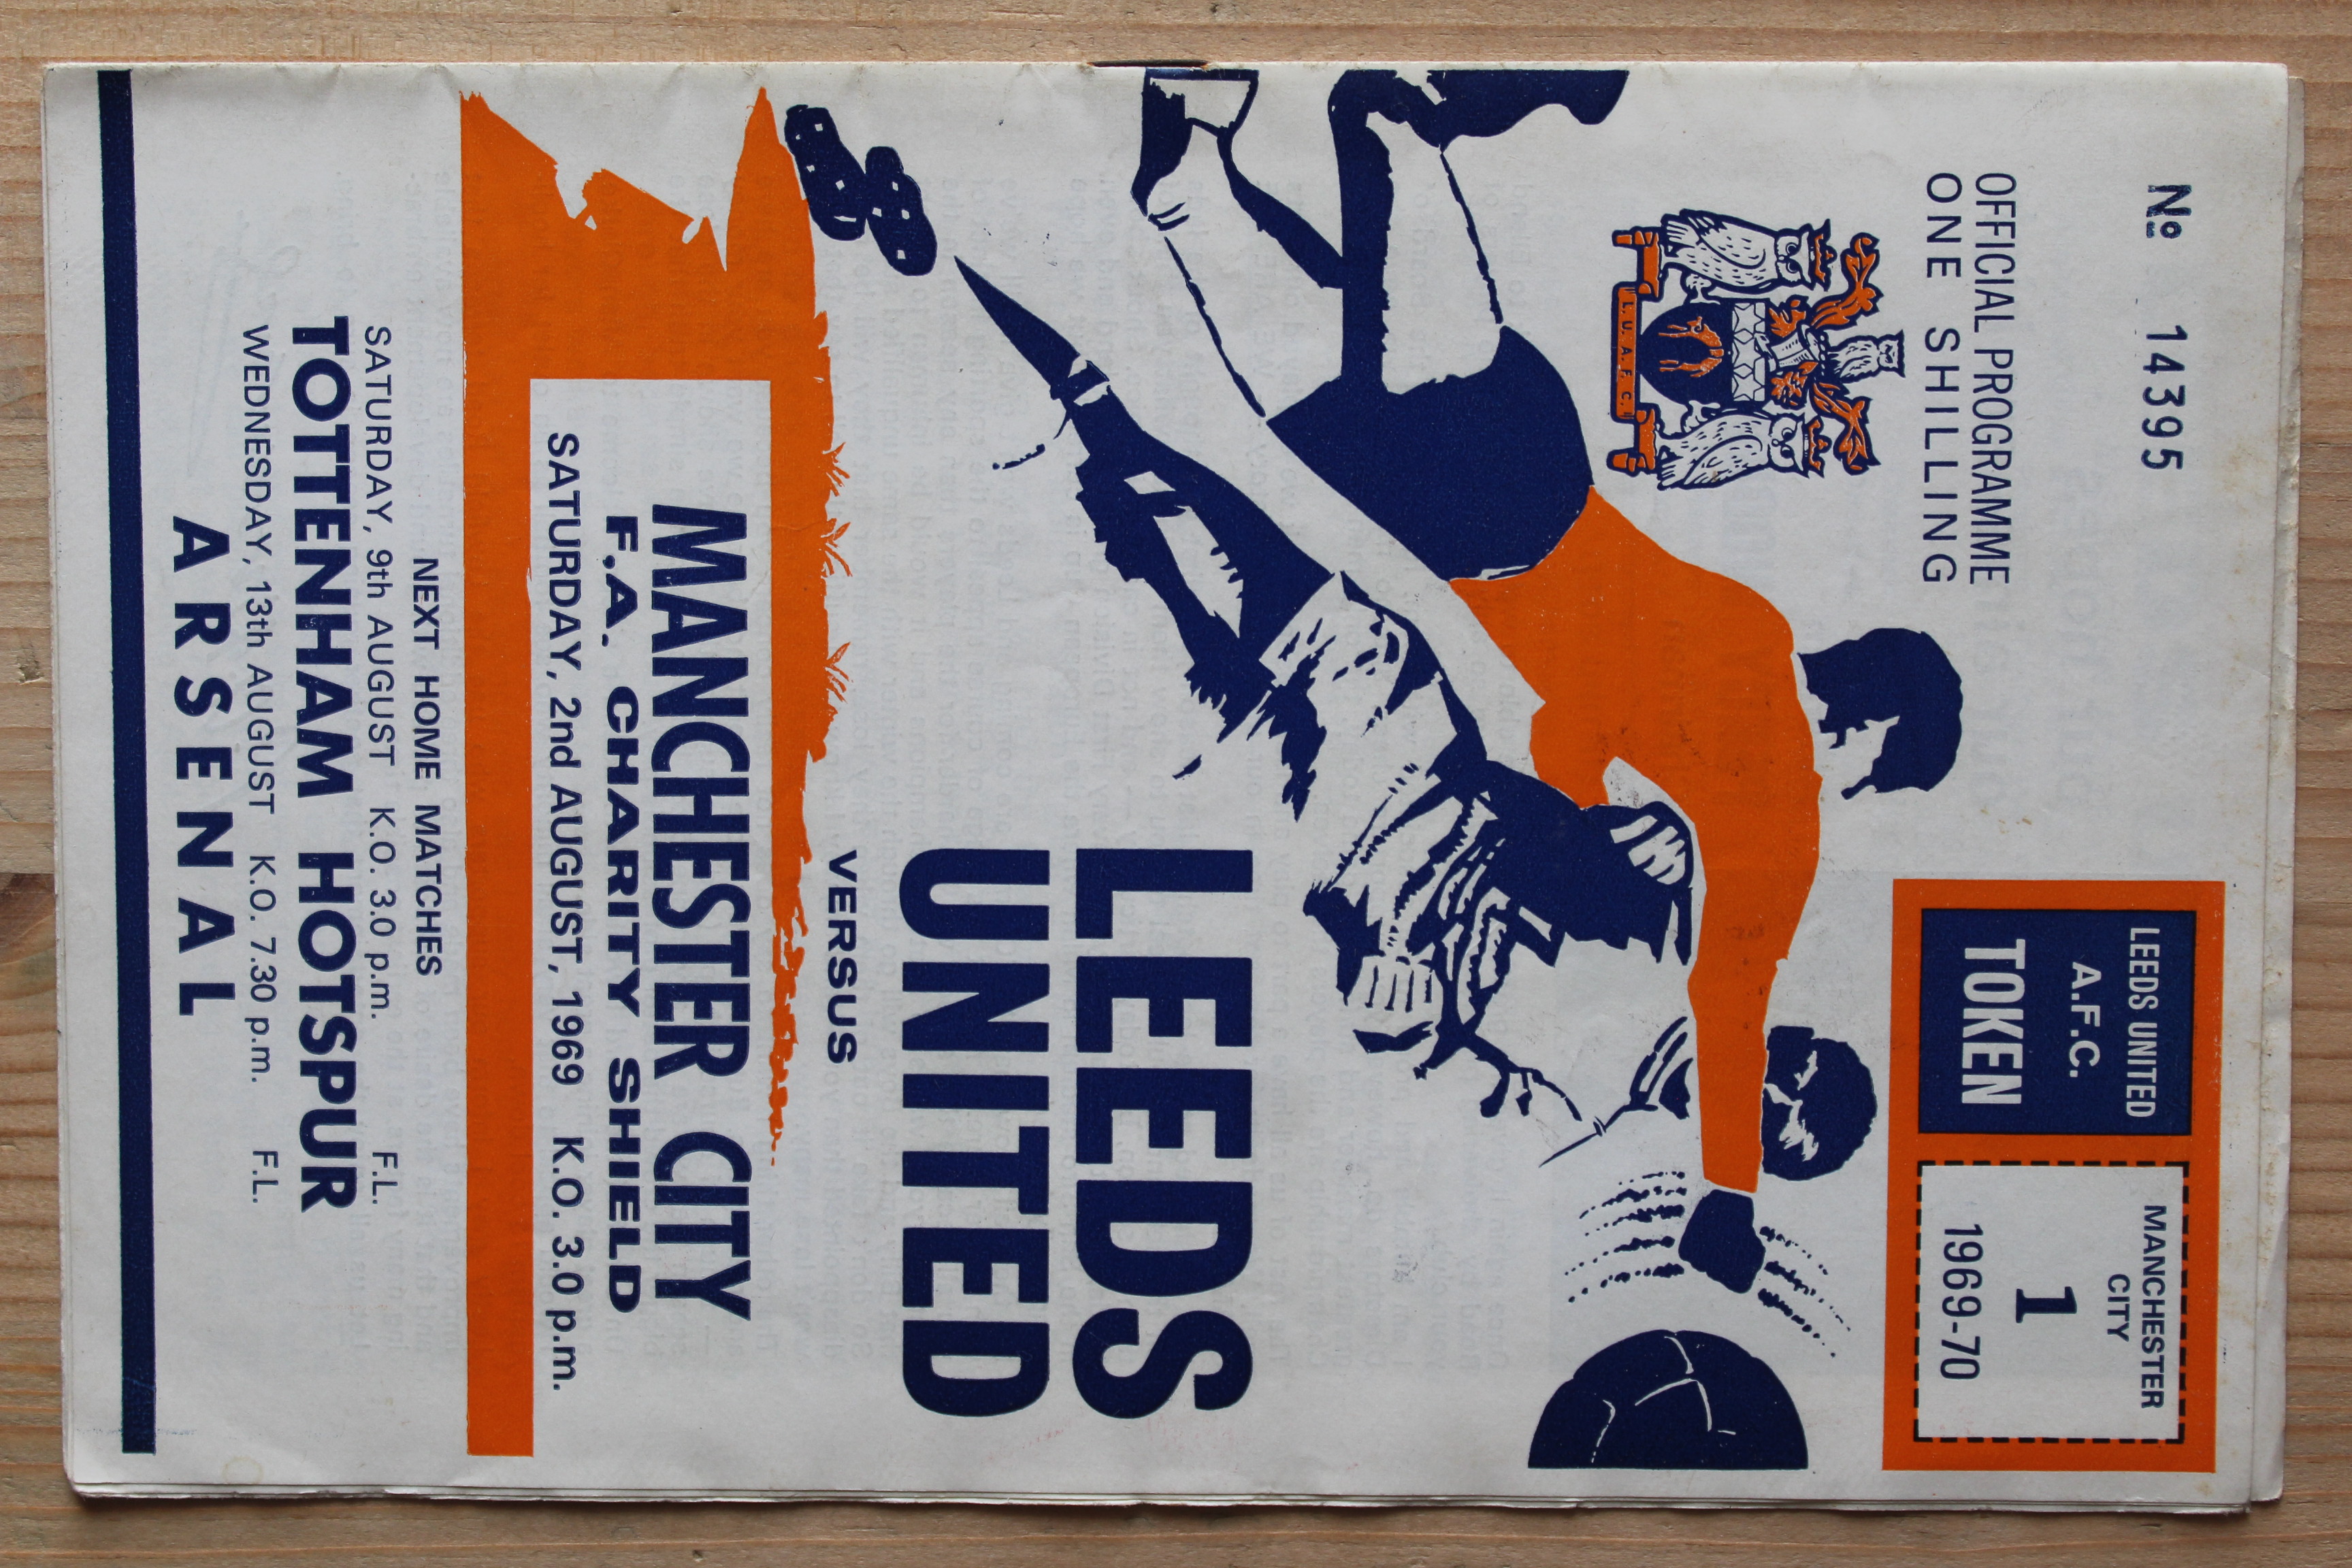 No 14395
OFFICIAL PROGRAMME
ONE SHILLING
L.U.A.F.C.
LEEDS UNITED
A.F.C.
TOKEN
MANCHESTER
CITY
1
1969-70
LEEDS
UNITED
VERSUS
MANCHESTER CITY
F.A. CHARITY SHIELD
SATURDAY, 2nd AUGUST, 1969 K.O. 3.0 p.m.
NEXT HOME MATCHES
SATURDAY, 9th AUGUST K.O. 3.0 p.m. F.L.
TOTTENHAM HOTSPUR
WEDNESDAY, 13th AUGUST K.O. 7.30 p.m. F.L.
ARSENAL